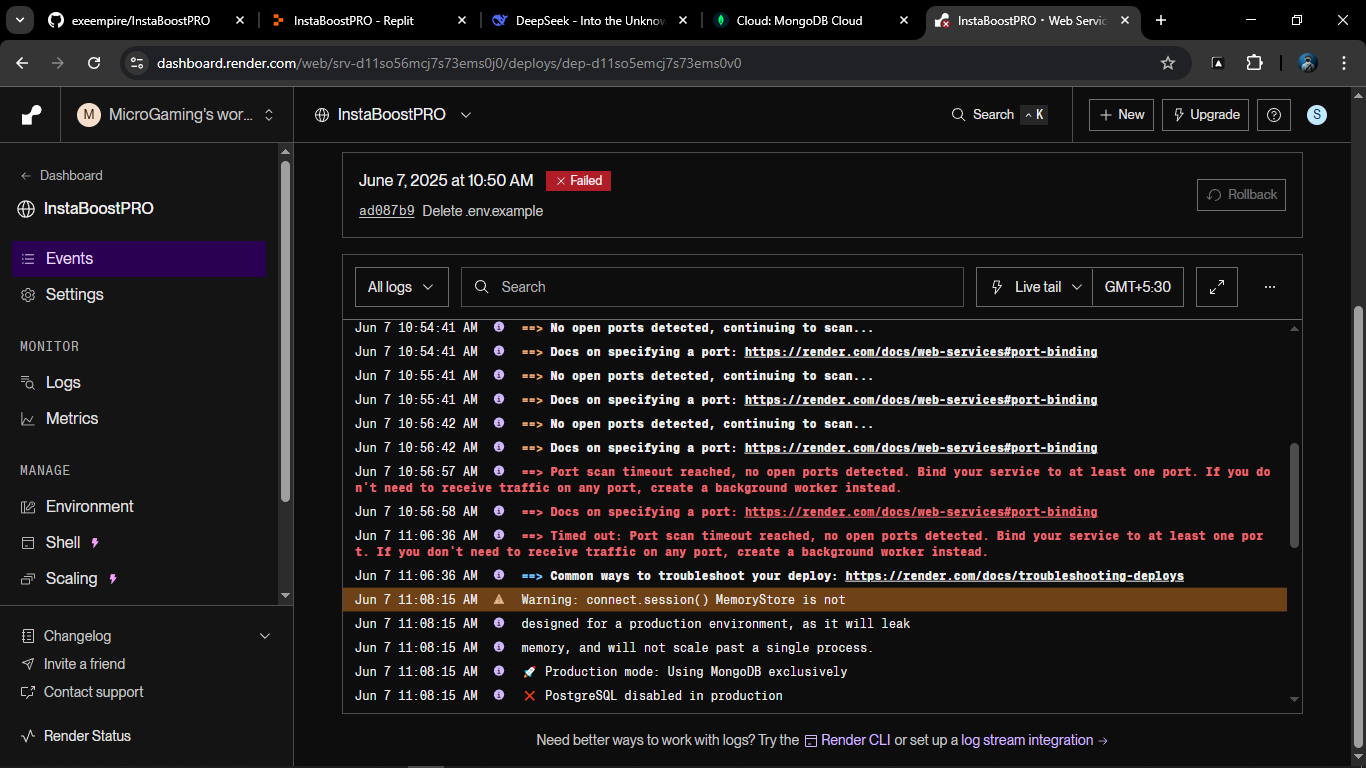 exeempire/InstaBoostPRO
InstaBoostPRO - Replit
DeepSeek - Into the Unknow
Cloud: MongoDB Cloud
InstaBoostPRO · Web Servic
dashboard.render.com/web/srv-d11so56mcj7s73ems0j0/deploys/dep-d11so5emcj7s73ems0v0
M MicroGaming's wor...
InstaBoostPRO
Search ^ K
+ New
Upgrade
S
← Dashboard
InstaBoostPRO
Events
Settings
MONITOR
Logs
Metrics
MANAGE
Environment
Shell
Scaling
Changelog
Invite a friend
Contact support
Render Status
June 7, 2025 at 10:50 AM Failed
ad087b9 Delete .env.example
Rollback
All logs
Search
Live tail
GMT+5:30
...
Jun 7 10:54:41 AM ==> No open ports detected, continuing to scan...
Jun 7 10:54:41 AM ==> Docs on specifying a port: https://render.com/docs/web-services#port-binding
Jun 7 10:55:41 AM ==> No open ports detected, continuing to scan...
Jun 7 10:55:41 AM ==> Docs on specifying a port: https://render.com/docs/web-services#port-binding
Jun 7 10:56:42 AM ==> No open ports detected, continuing to scan...
Jun 7 10:56:42 AM ==> Docs on specifying a port: https://render.com/docs/web-services#port-binding
Jun 7 10:56:57 AM ==> Port scan timeout reached, no open ports detected. Bind your service to at least one port. If you do
n't need to receive traffic on any port, create a background worker instead.
Jun 7 10:56:58 AM ==> Docs on specifying a port: https://render.com/docs/web-services#port-binding
Jun 7 11:06:36 AM ==> Timed out: Port scan timeout reached, no open ports detected. Bind your service to at least one por
t. If you don't need to receive traffic on any port, create a background worker instead.
Jun 7 11:06:36 AM ==> Common ways to troubleshoot your deploy: https://render.com/docs/troubleshooting-deploys
Jun 7 11:08:15 AM Warning: connect.session() MemoryStore is not
Jun 7 11:08:15 AM designed for a production environment, as it will leak
Jun 7 11:08:15 AM memory, and will not scale past a single process.
Jun 7 11:08:15 AM 🚀 Production mode: Using MongoDB exclusively
Jun 7 11:08:15 AM ❌ PostgreSQL disabled in production
Need better ways to work with logs? Try the Render CLI or set up a log stream integration →